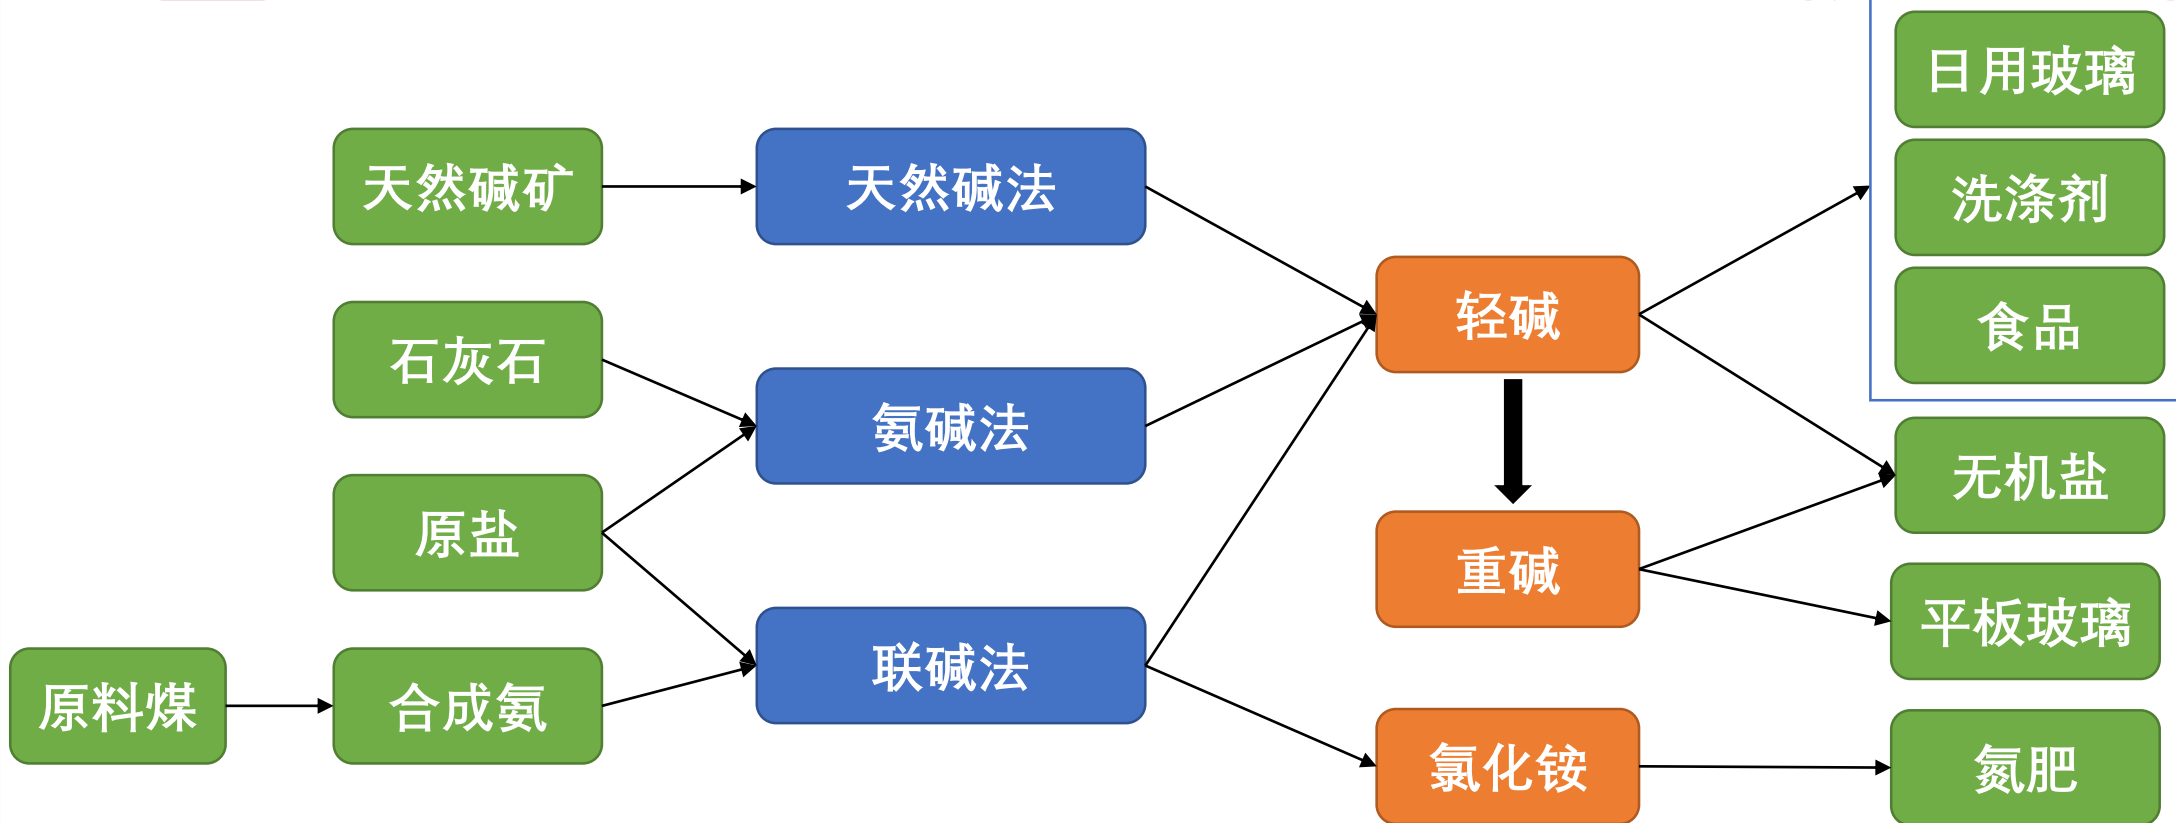 日用玻璃
洗涤剂
食品
天然碱矿
天然碱法
石灰石
轻碱
氨碱法
原盐
无机盐
重碱
平板玻璃
联碱法
原料煤
合成氨
氯化铵
氮肥